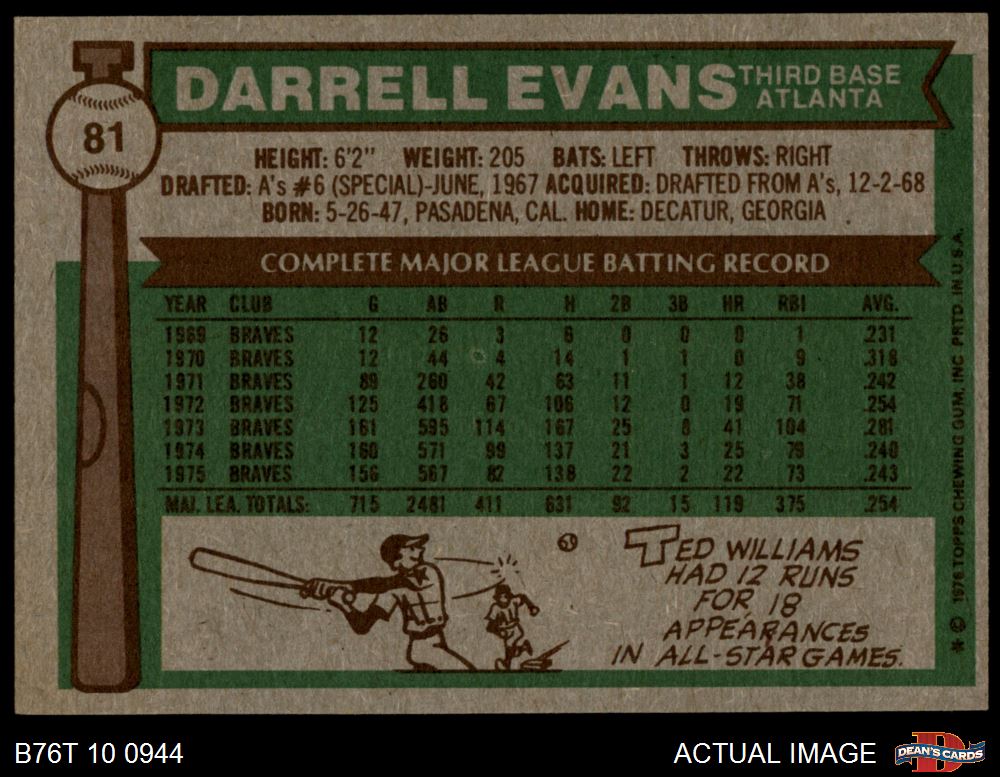 81
DARRELL EVANS THIRD BASE
ATLANTA
HEIGHT: 6'2" WEIGHT: 205 BATS: LEFT THROWS: RIGHT
DRAFTED: A's #6 (SPECIAL)-JUNE, 1967 ACQUIRED: DRAFTED FROM A's, 12-2-68
BORN: 5-26-47, PASADENA, CAL. HOME: DECATUR, GEORGIA
COMPLETE MAJOR LEAGUE BATTING RECORD
YEAR CLUB G AB R H 2B 3B HR RBI AVG.
1969 BRAVES 12 26 3 6 0 0 0 1 .231
1970 BRAVES 12 44 4 14 1 1 0 9 .318
1971 BRAVES 89 260 42 63 11 1 12 38 .242
1972 BRAVES 125 418 67 106 12 0 19 71 .254
1973 BRAVES 161 595 114 167 25 8 41 104 .281
1974 BRAVES 160 571 99 137 21 3 25 79 .240
1975 BRAVES 156 567 82 138 22 2 22 73 .243
MAJ. LEA. TOTALS: 715 2481 411 631 92 15 119 375 .254
TED WILLIAMS
HAD 12 RUNS
FOR 18
APPEARANCES
IN ALL-STAR GAMES.
* © 1976 TOPPS CHEWING GUM, INC. PRTD. IN U.S.A.
B76T 10 0944
ACTUAL IMAGE
DEAN'S CARDS